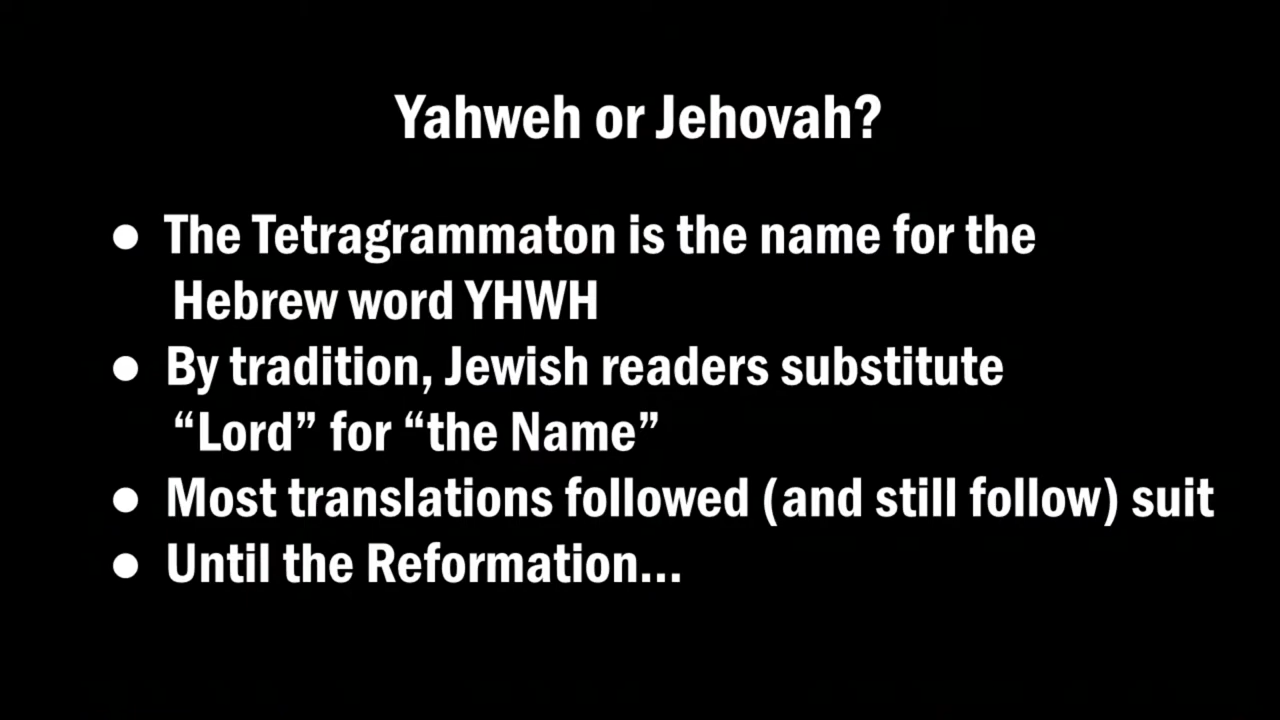 Yahweh or Jehovah?
● The Tetragrammaton is the name for the
Hebrew word YHWH
● By tradition, Jewish readers substitute
“Lord” for “the Name”
● Most translations followed (and still follow) suit
● Until the Reformation...